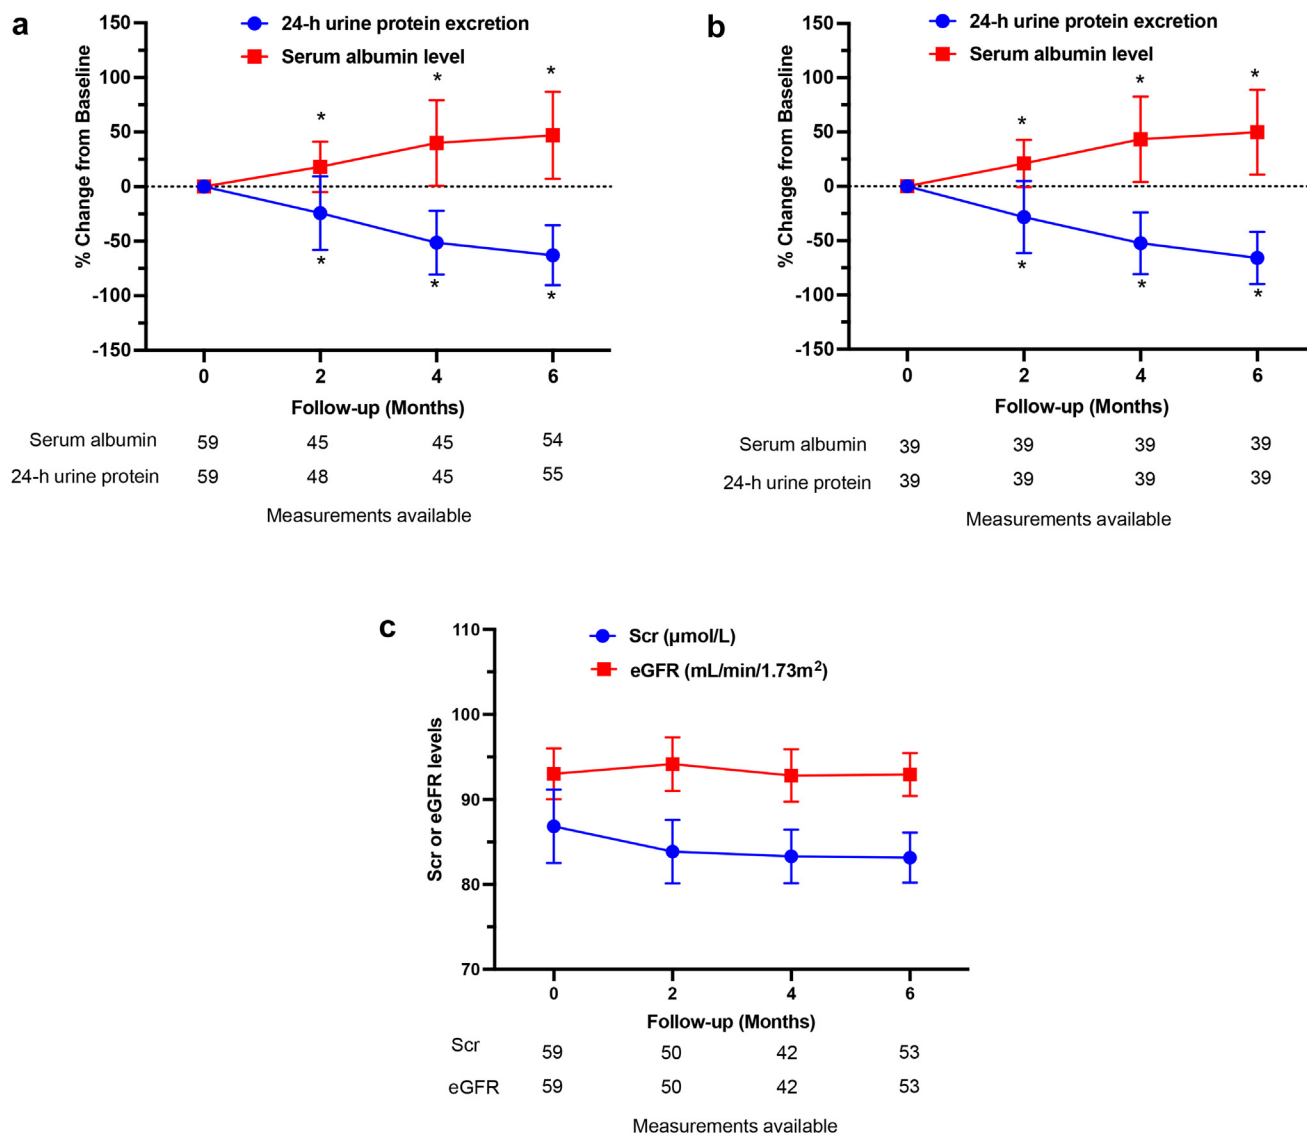 a
24-h urine protein excretion
Serum albumin level
% Change from Baseline
150
100
50
0
-50
-100
-150
* * *
* * *
0 2 4 6
Follow-up (Months)
Serum albumin 59 45 45 54
24-h urine protein 59 48 45 55
Measurements available
b
24-h urine protein excretion
Serum albumin level
% Change from Baseline
150
100
50
0
-50
-100
-150
* * *
* * *
0 2 4 6
Follow-up (Months)
Serum albumin 39 39 39 39
24-h urine protein 39 39 39 39
Measurements available
c
Scr (μmol/L)
eGFR (mL/min/1.73m²)
Scr or eGFR levels
110
100
90
80
70
0 2 4 6
Follow-up (Months)
Scr 59 50 42 53
eGFR 59 50 42 53
Measurements available